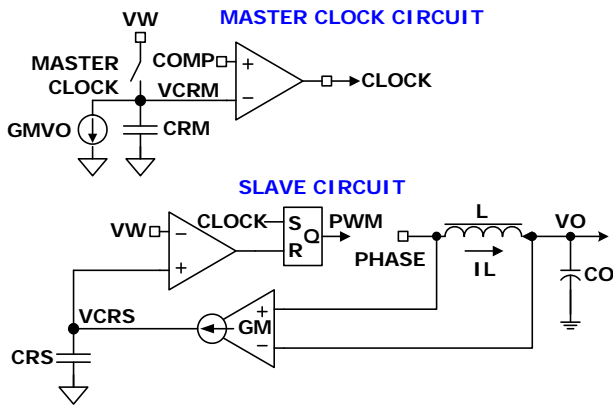 MASTER CLOCK CIRCUIT
VW
MASTER
CLOCK
COMP
+
−
CLOCK
VCRM
GMVO
CRM
SLAVE CIRCUIT
VW
−
+
CLOCK
S
Q
R
PWM
PHASE
L
IL
VO
CO
VCRS
GM
+
−
CRS